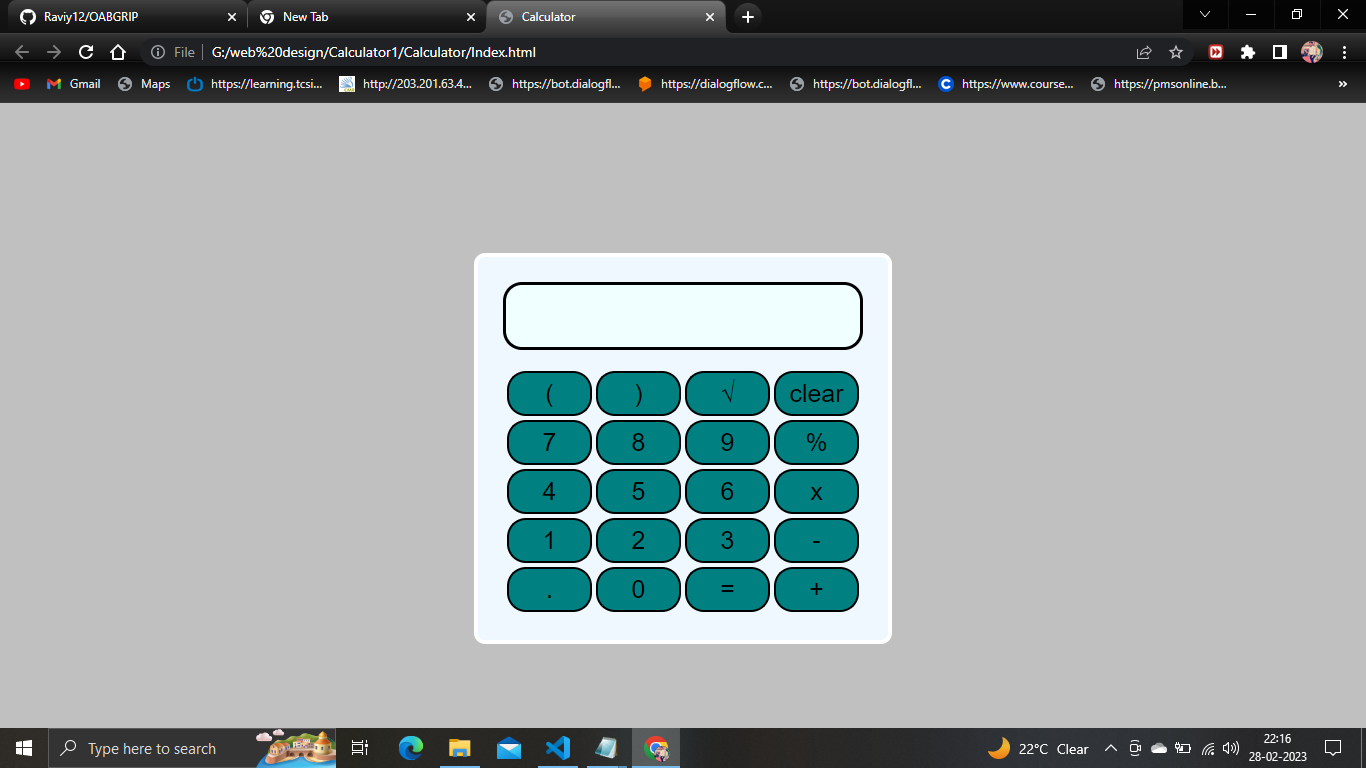 Raviy12/OABGRIP New Tab Calculator
File G:/web%20design/Calculator1/Calculator/Index.html
Gmail Maps https://learning.tcsi... http://203.201.63.4... https://bot.dialogfl... https://dialogflow.c... https://bot.dialogfl... https://www.course... https://pmsonline.b... »
( ) √ clear
7 8 9 %
4 5 6 x
1 2 3 -
. 0 = +
Type here to search 22°C Clear 22:16
28-02-2023